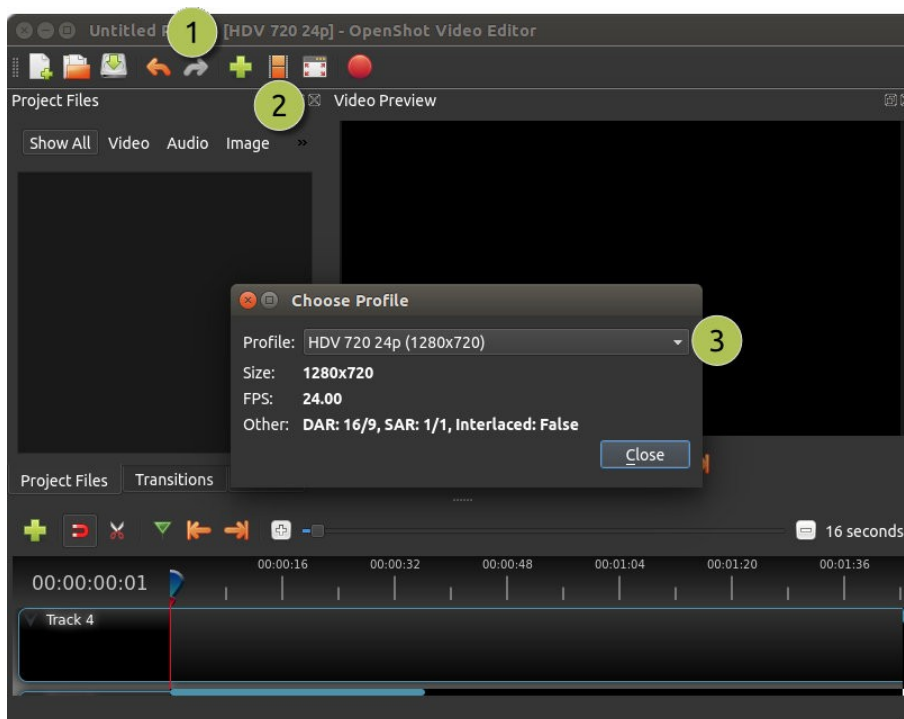 Untitled P 1 [HDV 720 24p] - OpenShot Video Editor
2
Project Files
Video Preview
Show All Video Audio Image »
Choose Profile
Profile: HDV 720 24p (1280x720)
3
Size: 1280x720
FPS: 24.00
Other: DAR: 16/9, SAR: 1/1, Interlaced: False
Close
Project Files Transitions
16 seconds
00:00:00:01
00:00:16 00:00:32 00:00:48 00:01:04 00:01:20 00:01:36
Track 4